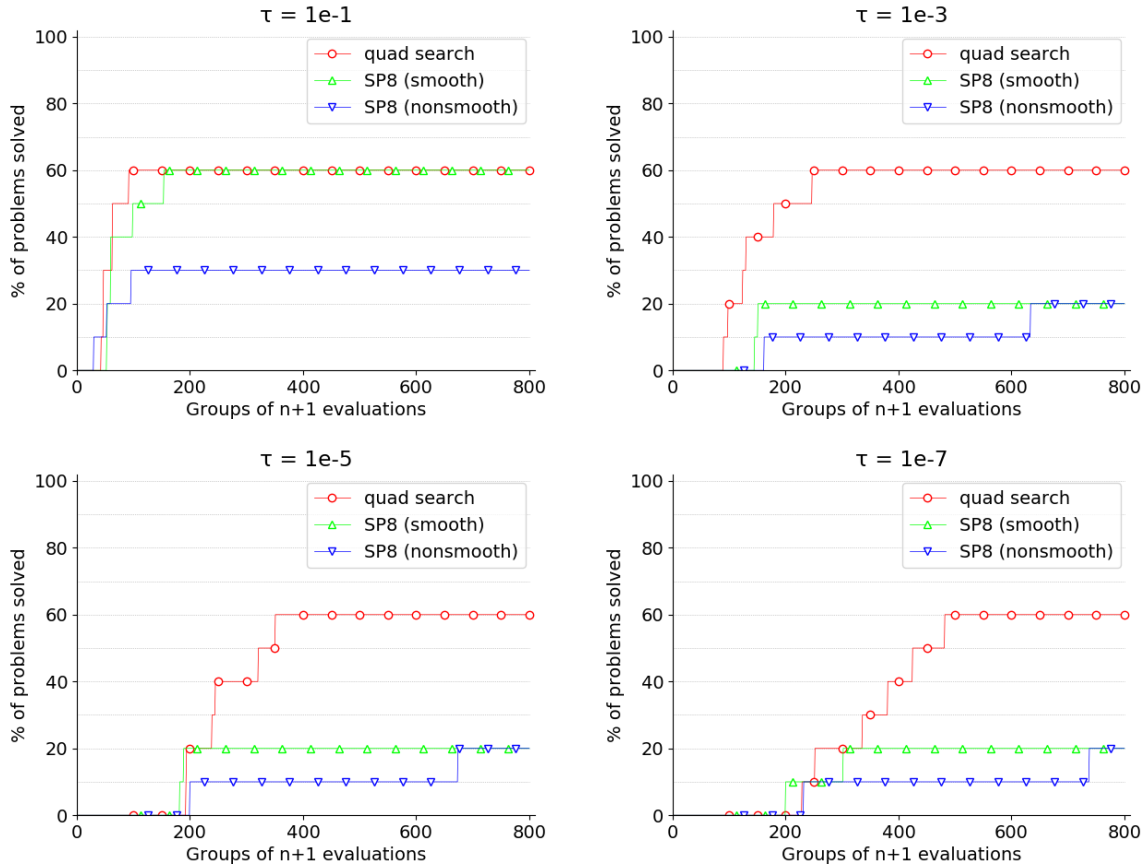 τ = 1e-1
100
80
60
40
20
0
% of problems solved
quad search
SP8 (smooth)
SP8 (nonsmooth)
0 200 400 600 800
Groups of n+1 evaluations
τ = 1e-3
100
80
60
40
20
0
% of problems solved
quad search
SP8 (smooth)
SP8 (nonsmooth)
0 200 400 600 800
Groups of n+1 evaluations
τ = 1e-5
100
80
60
40
20
0
% of problems solved
quad search
SP8 (smooth)
SP8 (nonsmooth)
0 200 400 600 800
Groups of n+1 evaluations
τ = 1e-7
100
80
60
40
20
0
% of problems solved
quad search
SP8 (smooth)
SP8 (nonsmooth)
0 200 400 600 800
Groups of n+1 evaluations